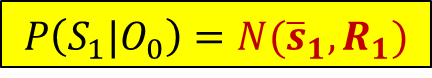 P(S₁|O₀) = N(s̅₁, R₁)